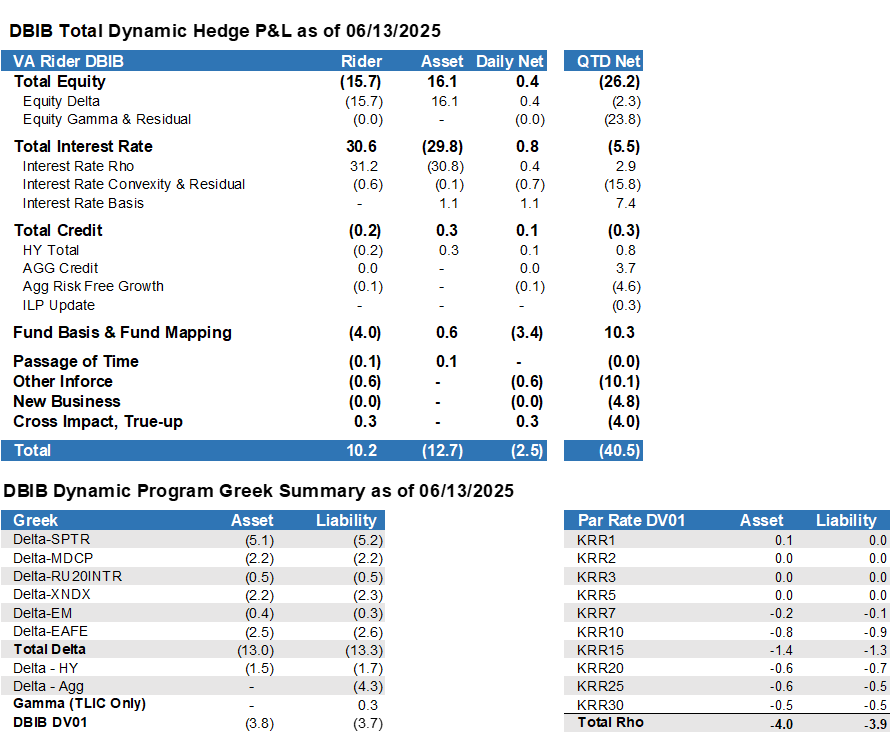 DBIB Total Dynamic Hedge P&L as of 06/13/2025
VA Rider DBIB Rider Asset Daily Net QTD Net
Total Equity (15.7) 16.1 0.4 (26.2)
Equity Delta (15.7) 16.1 0.4 (2.3)
Equity Gamma & Residual (0.0) - (0.0) (23.8)
Total Interest Rate 30.6 (29.8) 0.8 (5.5)
Interest Rate Rho 31.2 (30.8) 0.4 2.9
Interest Rate Convexity & Residual (0.6) (0.1) (0.7) (15.8)
Interest Rate Basis - 1.1 1.1 7.4
Total Credit (0.2) 0.3 0.1 (0.3)
HY Total (0.2) 0.3 0.1 0.8
AGG Credit 0.0 - 0.0 3.7
Agg Risk Free Growth (0.1) - (0.1) (4.6)
ILP Update - - - (0.3)
Fund Basis & Fund Mapping (4.0) 0.6 (3.4) 10.3
Passage of Time (0.1) 0.1 - (0.0)
Other Inforce (0.6) - (0.6) (10.1)
New Business (0.0) - (0.0) (4.8)
Cross Impact, True-up 0.3 - 0.3 (4.0)
Total 10.2 (12.7) (2.5) (40.5)
DBIB Dynamic Program Greek Summary as of 06/13/2025
Greek Asset Liability Par Rate DV01 Asset Liability
Delta-SPTR (5.1) (5.2) KRR1 0.1 0.0
Delta-MDCP (2.2) (2.2) KRR2 0.0 0.0
Delta-RU20INTR (0.5) (0.5) KRR3 0.0 0.0
Delta-XNDX (2.2) (2.3) KRR5 0.0 0.0
Delta-EM (0.4) (0.3) KRR7 -0.2 -0.1
Delta-EAFE (2.5) (2.6) KRR10 -0.8 -0.9
Total Delta (13.0) (13.3) KRR15 -1.4 -1.3
Delta - HY (1.5) (1.7) KRR20 -0.6 -0.7
Delta - Agg - (4.3) KRR25 -0.6 -0.5
Gamma (TLIC Only) - 0.3 KRR30 -0.5 -0.5
DBIB DV01 (3.8) (3.7) Total Rho -4.0 -3.9